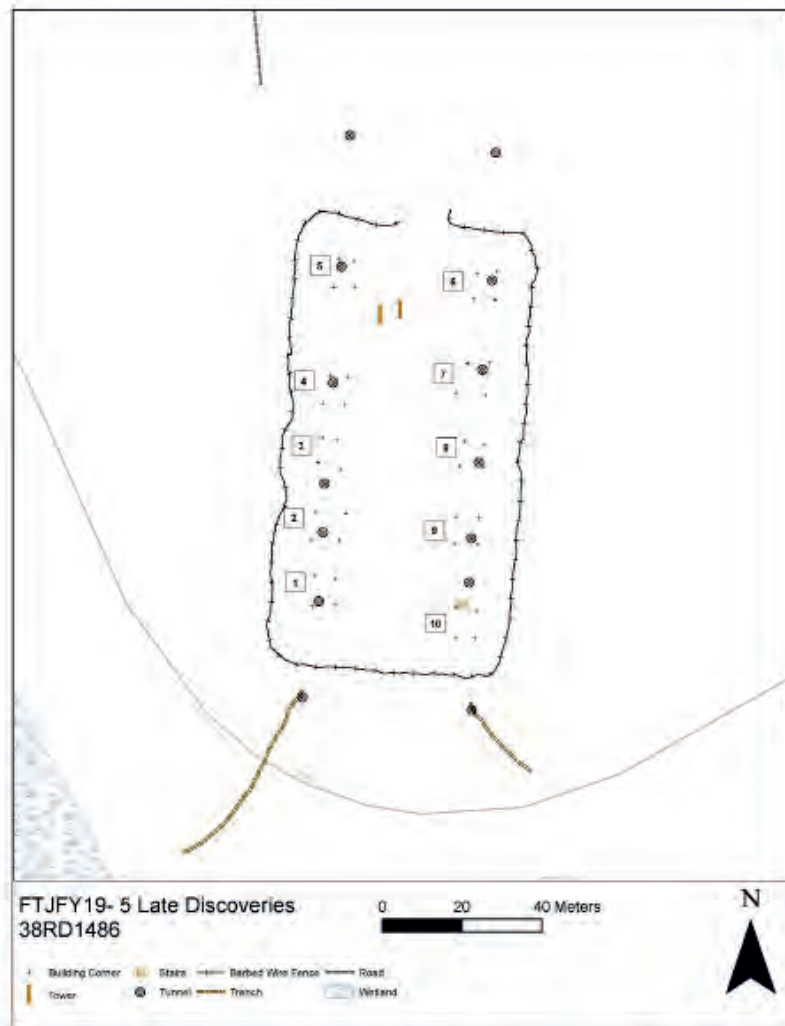 5
6
7
4
3
8
2
9
1
10
FTJFY19- 5 Late Discoveries
38RD1486
0 20 40 Meters
N
Building Corner Stairs Barbed Wire Fence Road
Tower Tunnel Trench Wetland